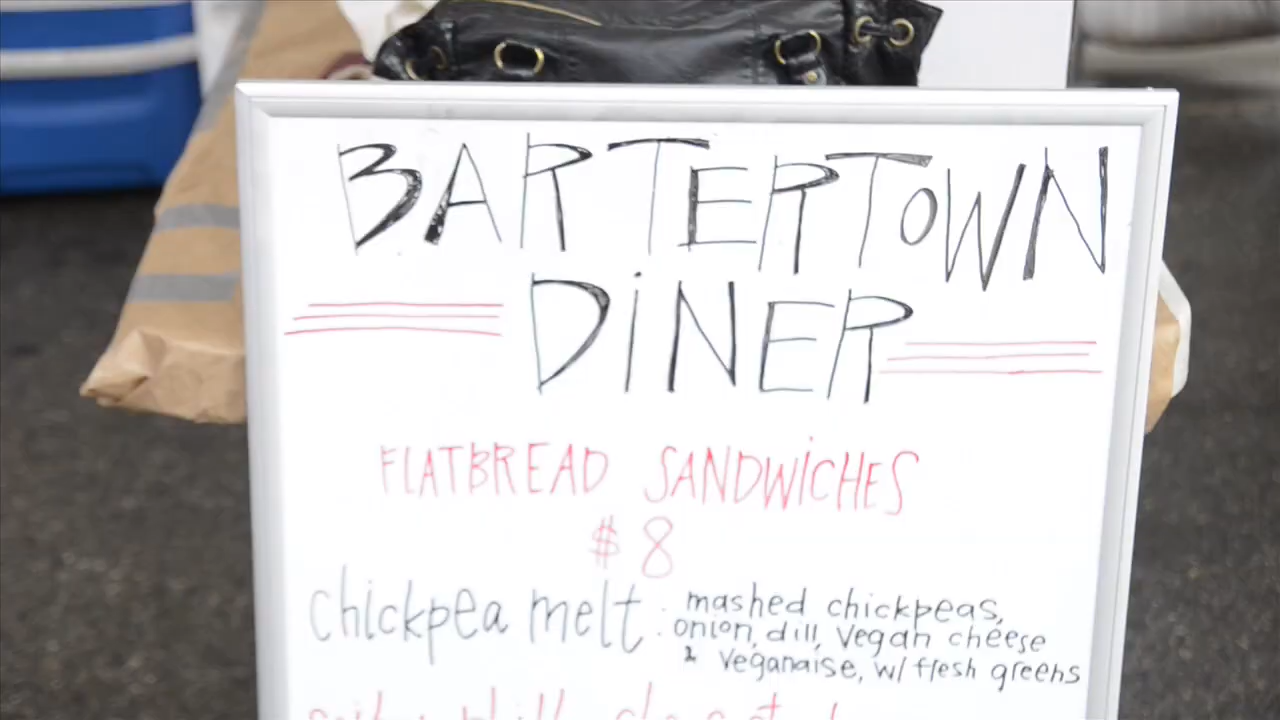 BARTERTOWN
DiNER
FLATBREAD SANDWiCHES
$8
chickpea melt : mashed chickpeas,
onion, dill, vegan cheese
& veganaise, w/ fresh greens